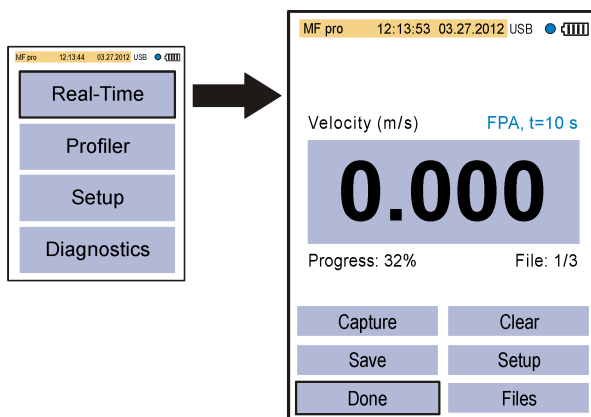 MF pro 12:13:44 03.27.2012 USB
Real-Time
Profiler
Setup
Diagnostics
MF pro 12:13:53 03.27.2012 USB
Velocity (m/s) FPA, t=10 s
0.000
Progress: 32% File: 1/3
Capture Clear
Save Setup
Done Files